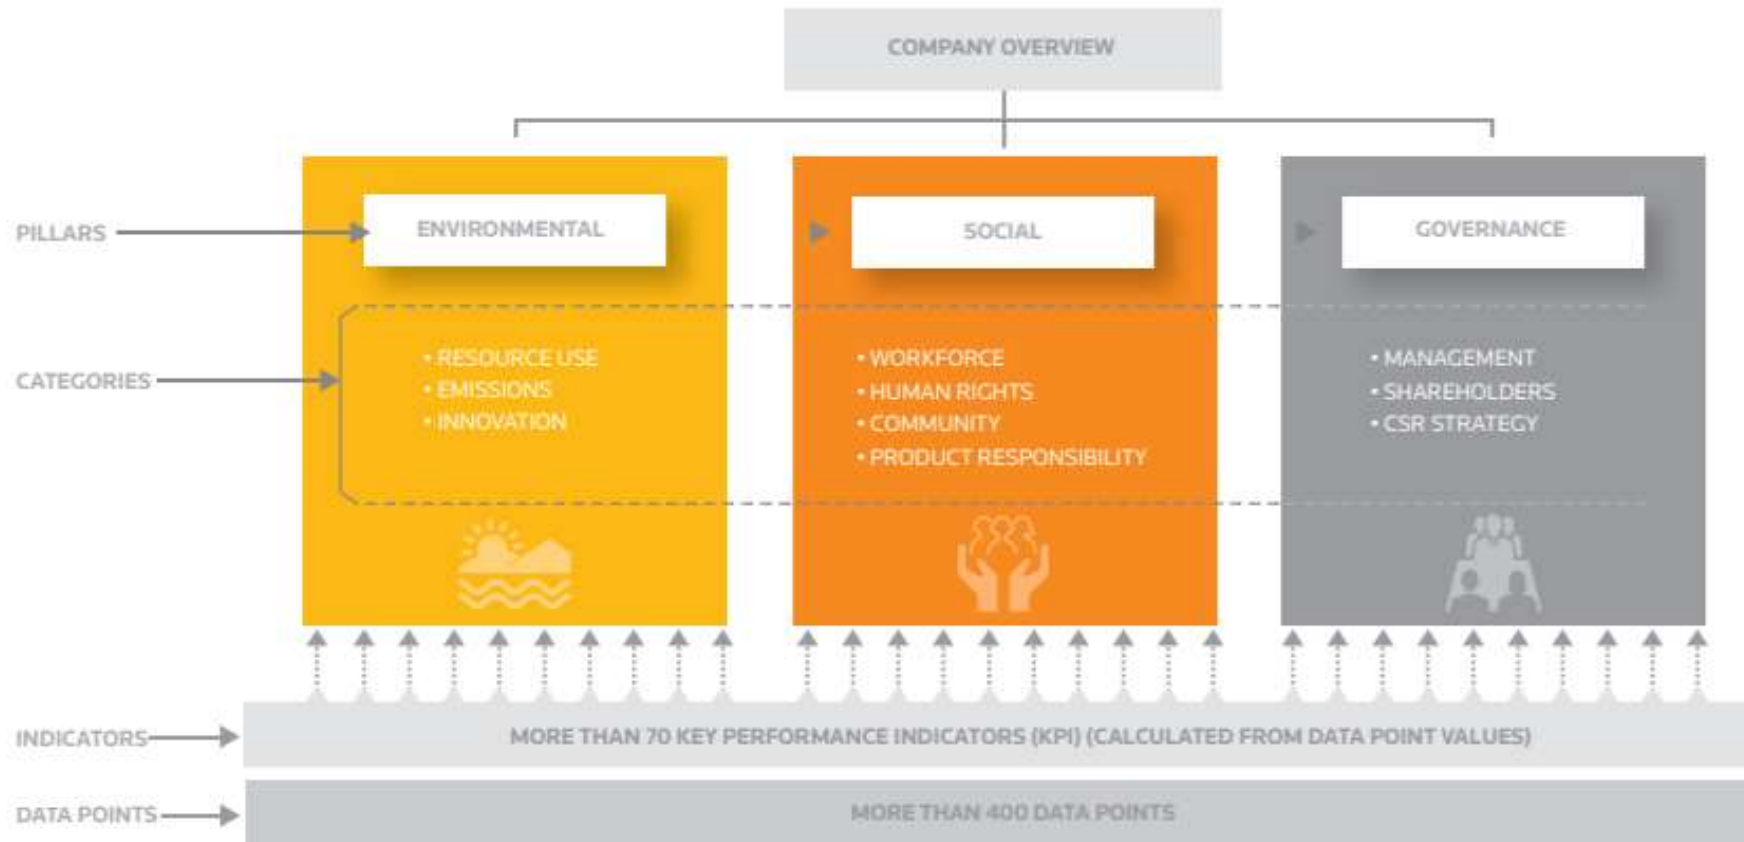 COMPANY OVERVIEW
PILLARS
ENVIRONMENTAL
SOCIAL
GOVERNANCE
CATEGORIES
• RESOURCE USE
• EMISSIONS
• INNOVATION
• WORKFORCE
• HUMAN RIGHTS
• COMMUNITY
• PRODUCT RESPONSIBILITY
• MANAGEMENT
• SHAREHOLDERS
• CSR STRATEGY
INDICATORS
MORE THAN 70 KEY PERFORMANCE INDICATORS (KPI) (CALCULATED FROM DATA POINT VALUES)
DATA POINTS
MORE THAN 400 DATA POINTS